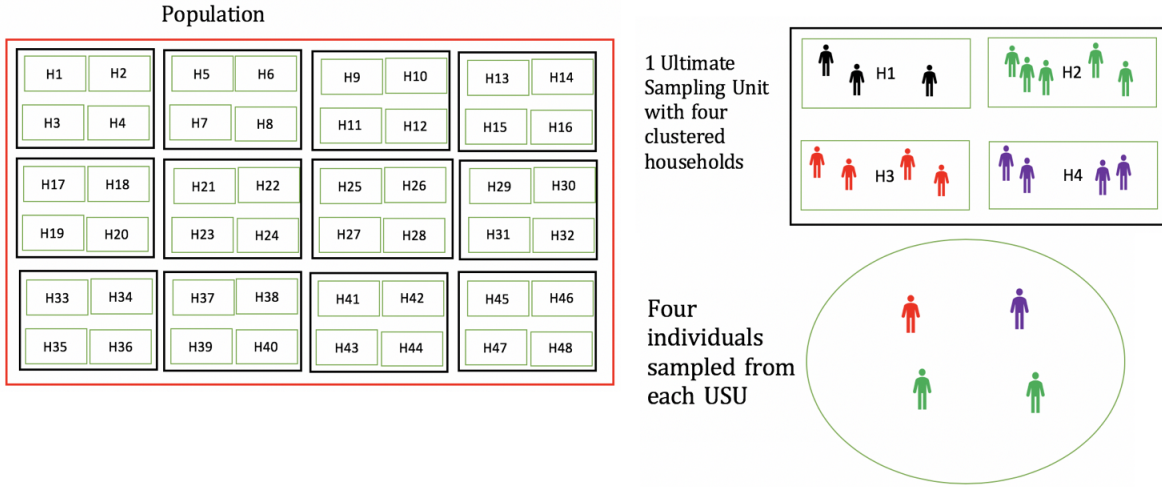 Population
H1 H2
H3 H4
H5 H6
H7 H8
H9 H10
H11 H12
H13 H14
H15 H16
H17 H18
H19 H20
H21 H22
H23 H24
H25 H26
H27 H28
H29 H30
H31 H32
H33 H34
H35 H36
H37 H38
H39 H40
H41 H42
H43 H44
H45 H46
H47 H48
1 Ultimate
Sampling Unit
with four
clustered
households
H1 H2
H3 H4
Four
individuals
sampled from
each USU